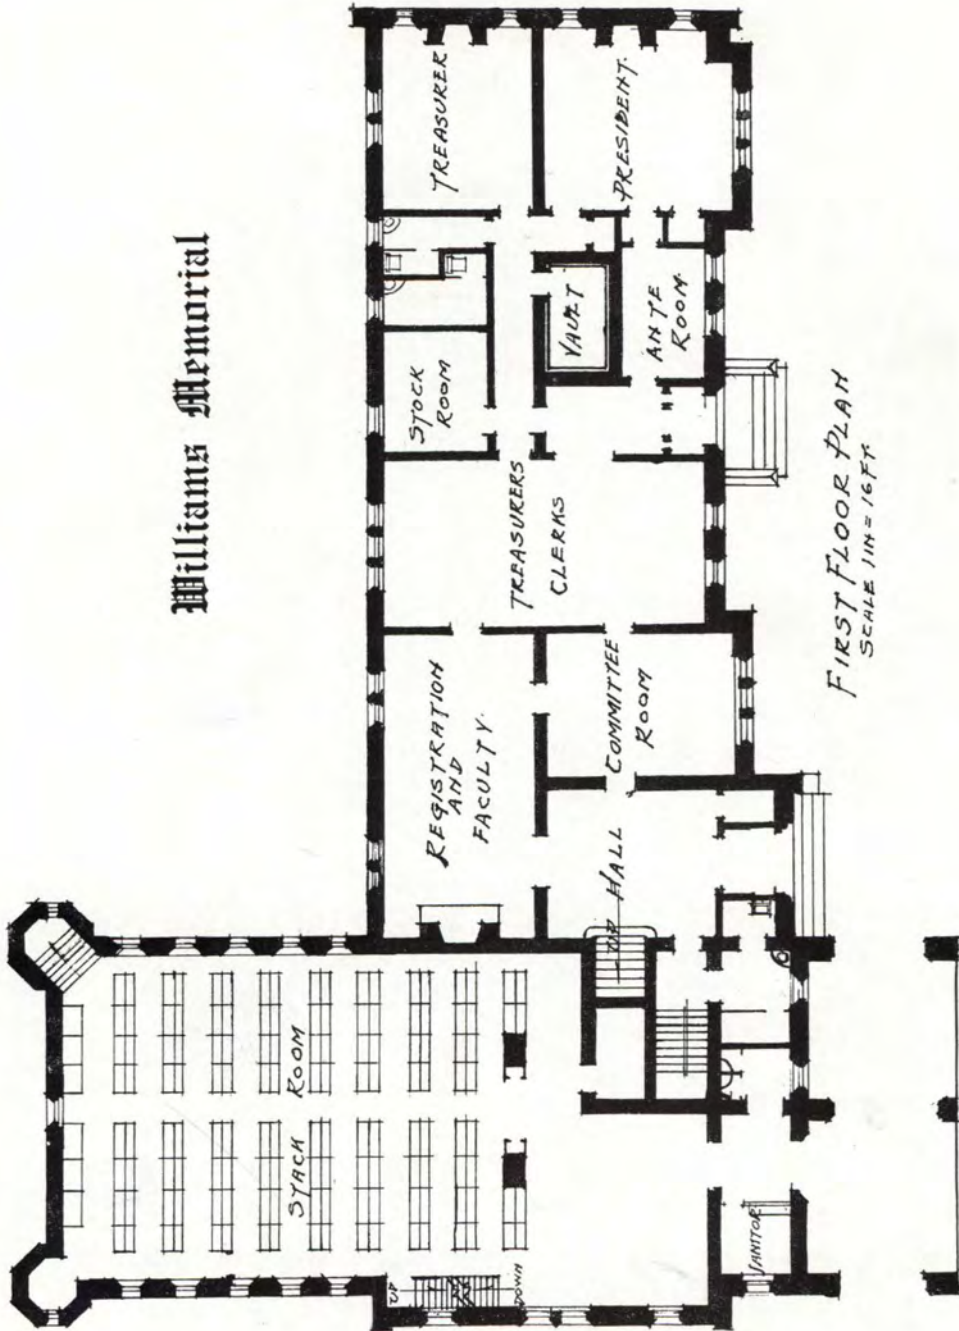 Williams Memorial
TREASURER
PRESIDENT.
STOCK
ROOM
VAULT
ANTE
ROOM.
TREASURERS
CLERKS
REGISTRATION
AND
FACULTY.
COMMITTEE
ROOM
HALL
UP
STACK ROOM
UP
DOWN
JANITOR
FIRST FLOOR PLAN
SCALE 1IN=16FT.